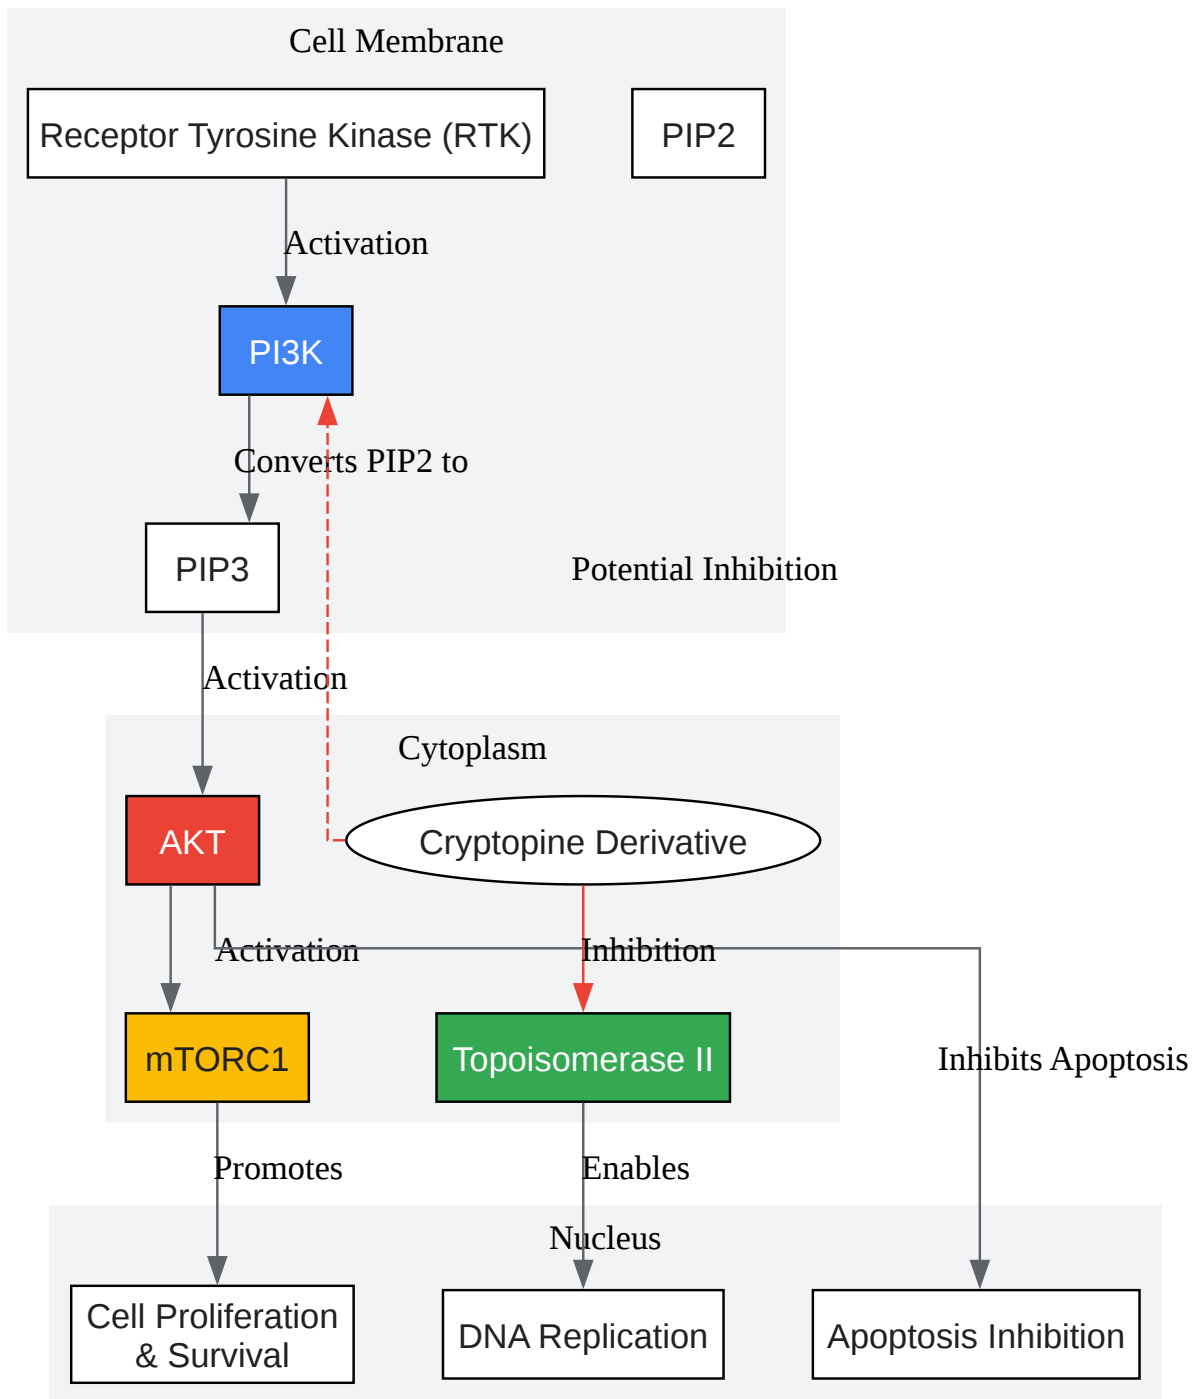 Cell Membrane
Receptor Tyrosine Kinase (RTK)
PIP2
Activation
PI3K
Converts PIP2 to
PIP3
Potential Inhibition
Activation
Cytoplasm
AKT
Cryptopine Derivative
Activation
Inhibition
mTORC1
Topoisomerase II
Inhibits Apoptosis
Promotes
Enables
Nucleus
Cell Proliferation
& Survival
DNA Replication
Apoptosis Inhibition